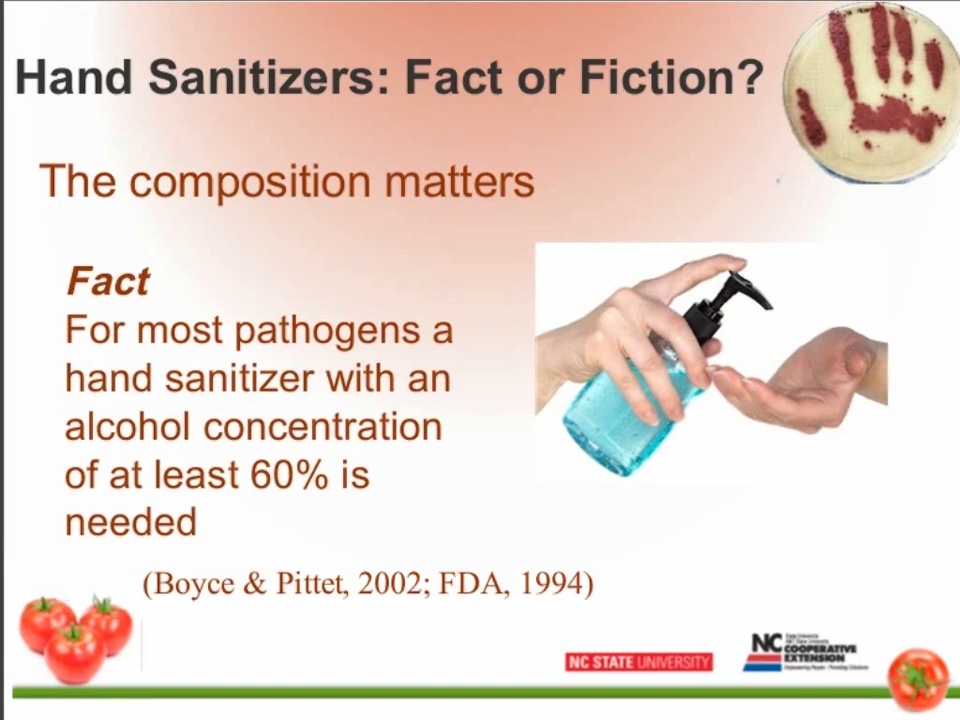 Hand Sanitizers: Fact or Fiction?
The composition matters
Fact
For most pathogens a
hand sanitizer with an
alcohol concentration
of at least 60% is
needed
(Boyce & Pittet, 2002; FDA, 1994)
NC STATE UNIVERSITY
NC COOPERATIVE
EXTENSION